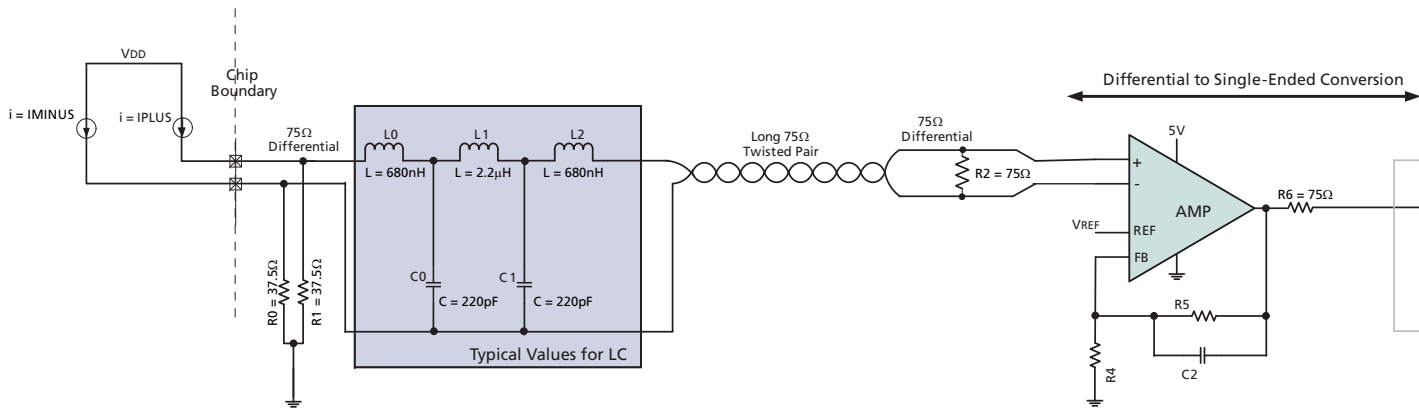 VDD
i = IMINUS
i = IPLUS
Chip
Boundary
75Ω
Differential
R0 = 37.5Ω
R1 = 37.5Ω
L0
L = 680nH
L1
L = 2.2μH
L2
L = 680nH
C0
C = 220pF
C1
C = 220pF
Typical Values for LC
Long 75Ω
Twisted Pair
75Ω
Differential
R2 = 75Ω
Differential to Single-Ended Conversion
5V
+
-
AMP
VREF
REF
FB
R6 = 75Ω
R5
C2
R4